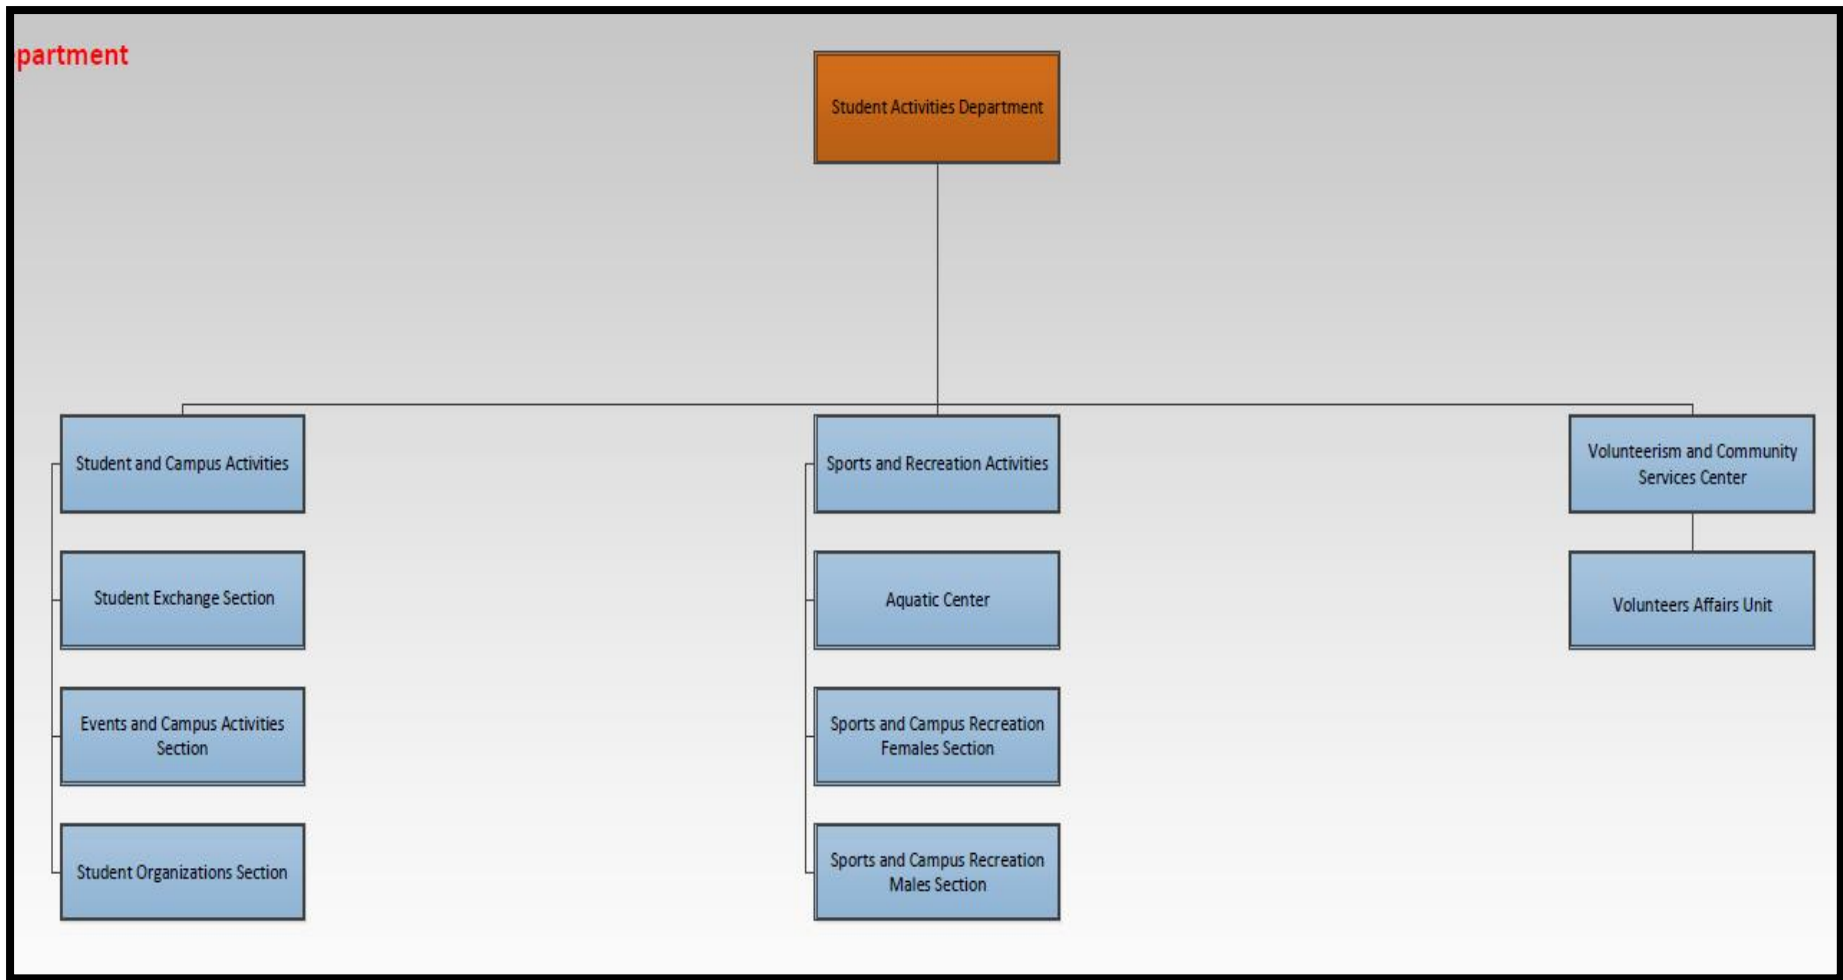 partment
Student Activities Department
Student and Campus Activities
Sports and Recreation Activities
Volunteerism and Community
Services Center
Student Exchange Section
Aquatic Center
Volunteers Affairs Unit
Events and Campus Activities
Section
Sports and Campus Recreation
Females Section
Student Organizations Section
Sports and Campus Recreation
Males Section